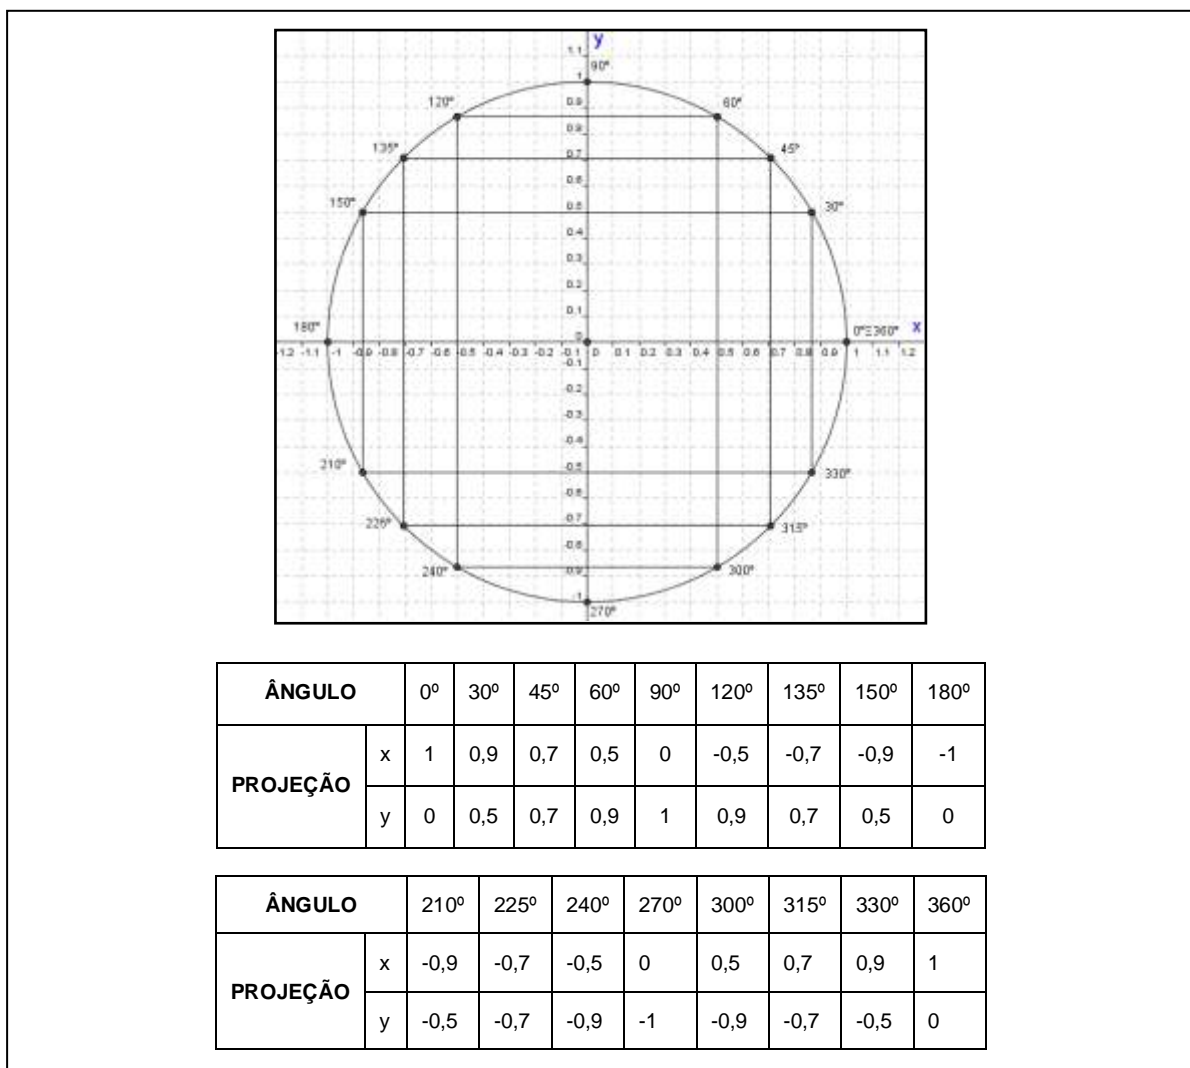 y
1.1
90º
1
120º
60º
0.9
0.8
135º
45º
0.7
0.6
150º
30º
0.5
0.4
0.3
0.2
0.1
180º
0ºΞ360º
x
0
-1.2 -1.1 -1 -0.9 -0.8 -0.7 -0.6 -0.5 -0.4 -0.3 -0.2 -0.1 0 0.1 0.2 0.3 0.4 0.5 0.6 0.7 0.8 0.9 1 1.1 1.2
-0.1
-0.2
-0.3
-0.4
210º
-0.5
330º
-0.6
225º
-0.7
315º
-0.8
240º
-0.9
300º
-1
270º
ÂNGULO 0º 30º 45º 60º 90º 120º 135º 150º 180º
PROJEÇÃO
x 1 0,9 0,7 0,5 0 -0,5 -0,7 -0,9 -1
y 0 0,5 0,7 0,9 1 0,9 0,7 0,5 0
ÂNGULO 210º 225º 240º 270º 300º 315º 330º 360º
PROJEÇÃO
x -0,9 -0,7 -0,5 0 0,5 0,7 0,9 1
y -0,5 -0,7 -0,9 -1 -0,9 -0,7 -0,5 0